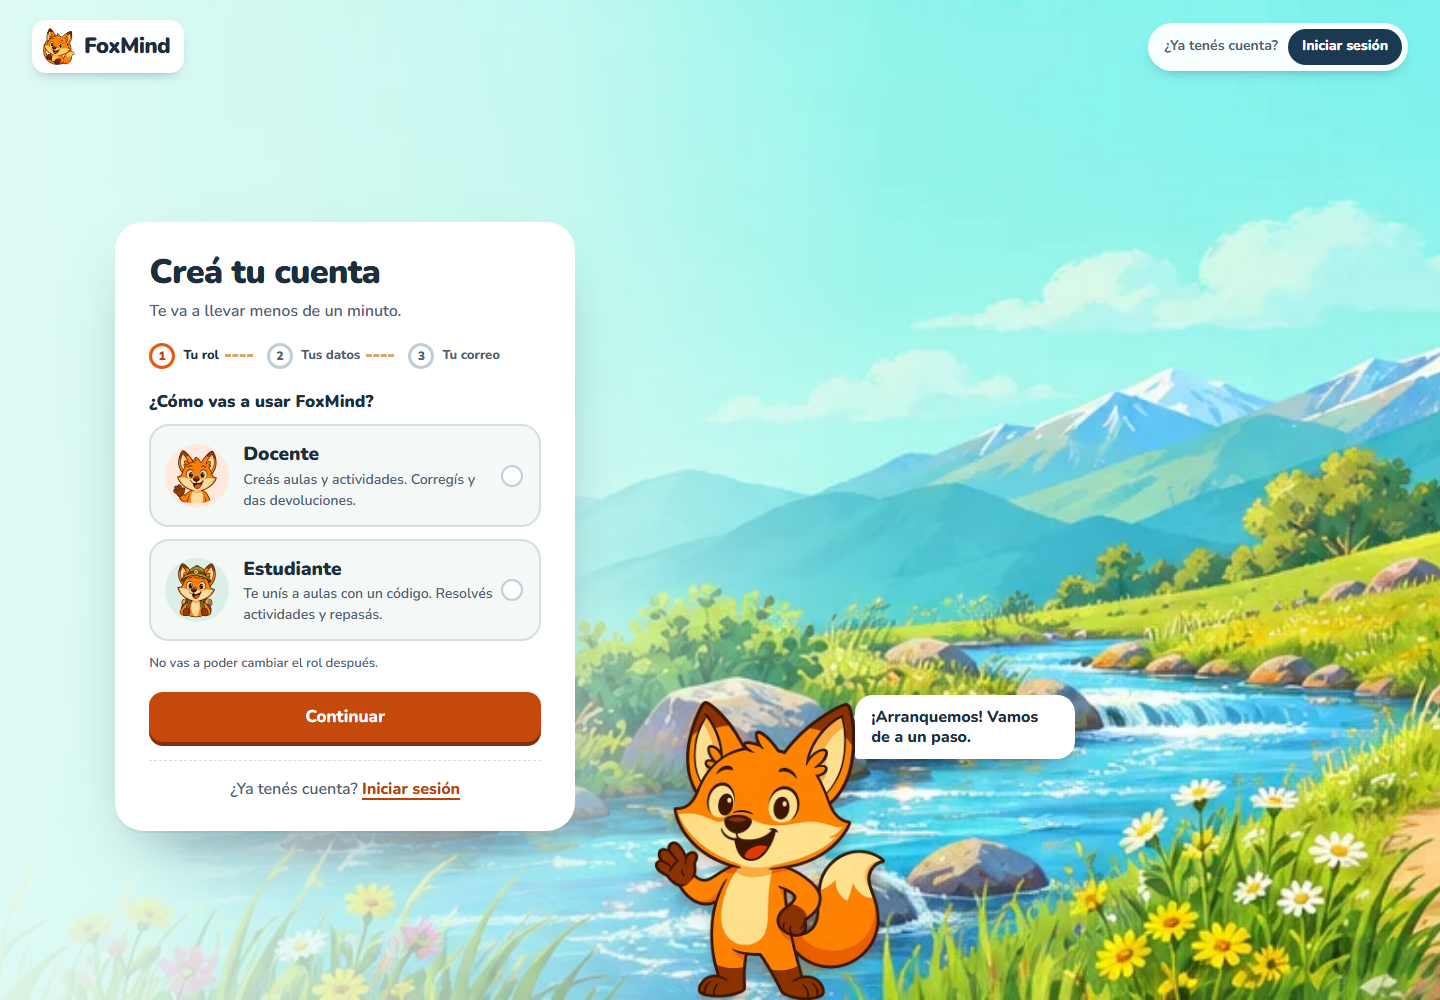 FoxMind
¿Ya tenés cuenta? Iniciar sesión
Creá tu cuenta
Te va a llevar menos de un minuto.
1 Tu rol 2 Tus datos 3 Tu correo
¿Cómo vas a usar FoxMind?
Docente
Creás aulas y actividades. Corregís y
das devoluciones.
Estudiante
Te unís a aulas con un código. Resolvés
actividades y repasás.
No vas a poder cambiar el rol después.
Continuar
¿Ya tenés cuenta? Iniciar sesión
¡Arranquemos! Vamos
de a un paso.